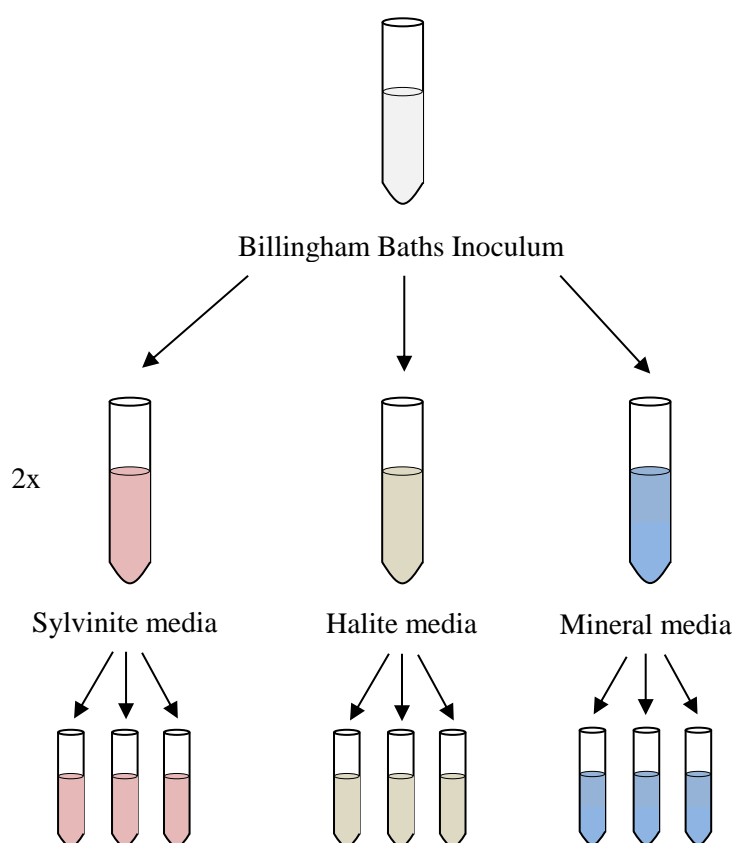 Billingham Baths Inoculum
2x
Sylvinite media
Halite media
Mineral media